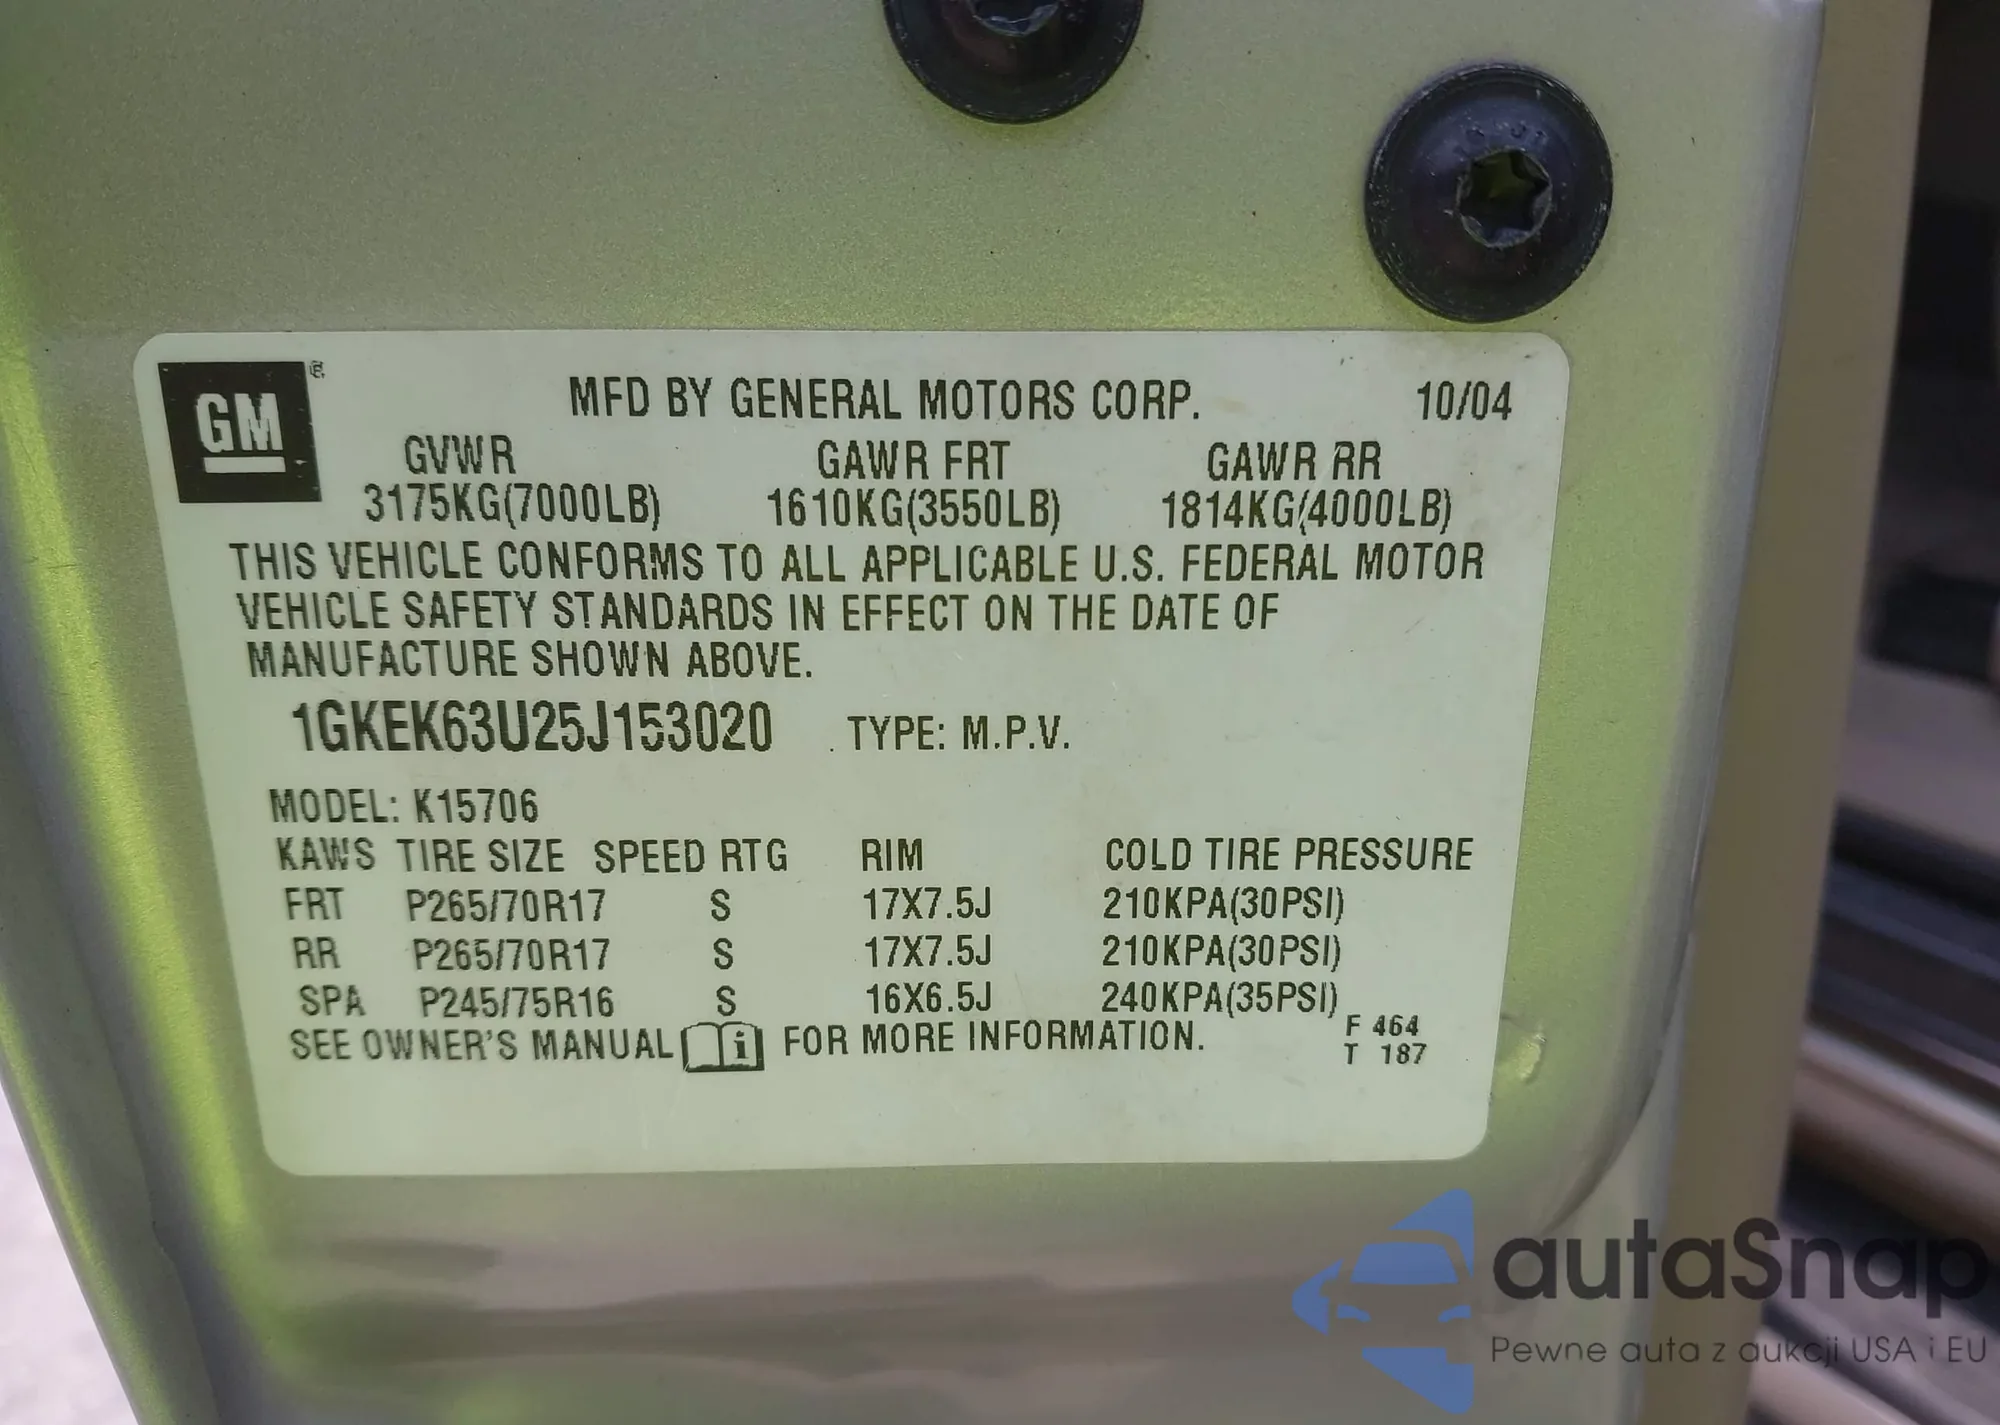 GM
MFD BY GENERAL MOTORS CORP. 10/04
GVWR GAWR FRT GAWR RR
3175KG(7000LB) 1610KG(3550LB) 1814KG(4000LB)
THIS VEHICLE CONFORMS TO ALL APPLICABLE U.S. FEDERAL MOTOR
VEHICLE SAFETY STANDARDS IN EFFECT ON THE DATE OF
MANUFACTURE SHOWN ABOVE.
1GKEK63U25J153020 TYPE: M.P.V.
MODEL: K15706
KAWS TIRE SIZE SPEED RTG RIM COLD TIRE PRESSURE
FRT P265/70R17 S 17X7.5J 210KPA(30PSI)
RR P265/70R17 S 17X7.5J 210KPA(30PSI)
SPA P245/75R16 S 16X6.5J 240KPA(35PSI)
SEE OWNER'S MANUAL i FOR MORE INFORMATION.
F 464
T 187
autaSnap
Pewne auta z aukcji USA i EU